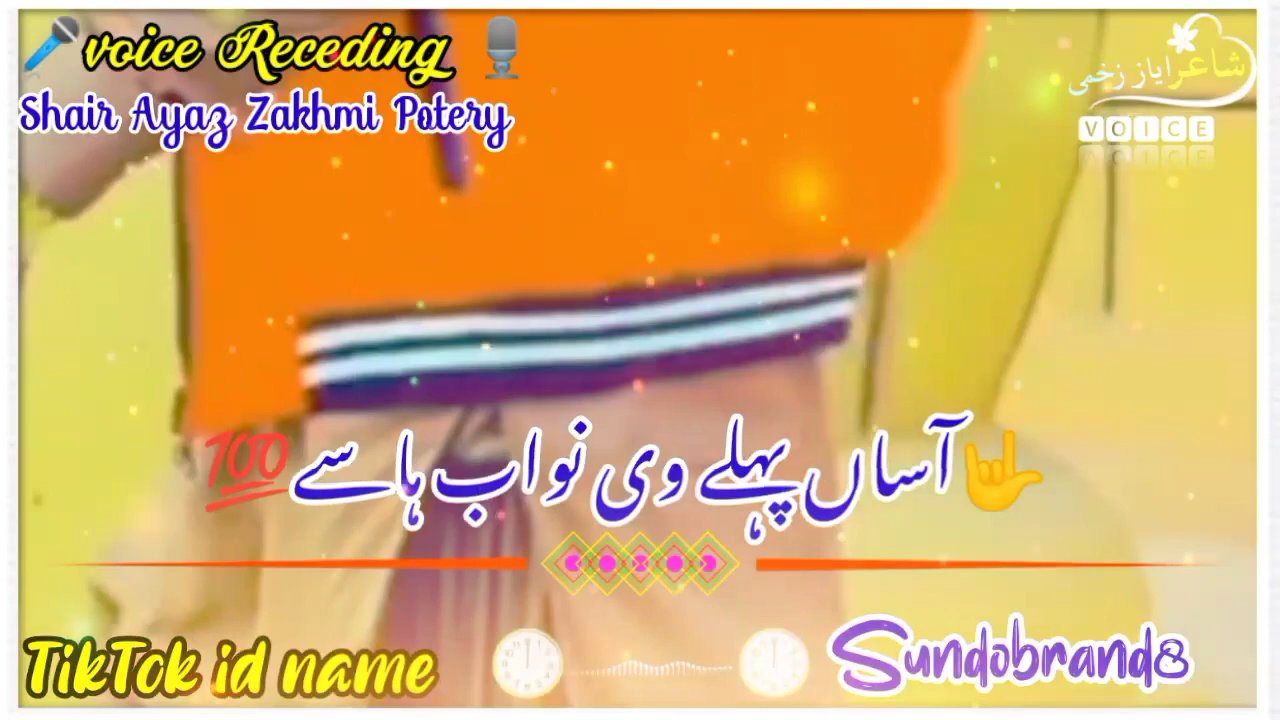 🎤voice Receding 🎙
Shair Ayaz Zakhmi Potery
شاعر ایاز زخمی
VOICE
🤟آساں پہلے وی نواب ہاسے💯
TikTok id name
Sundobrand8